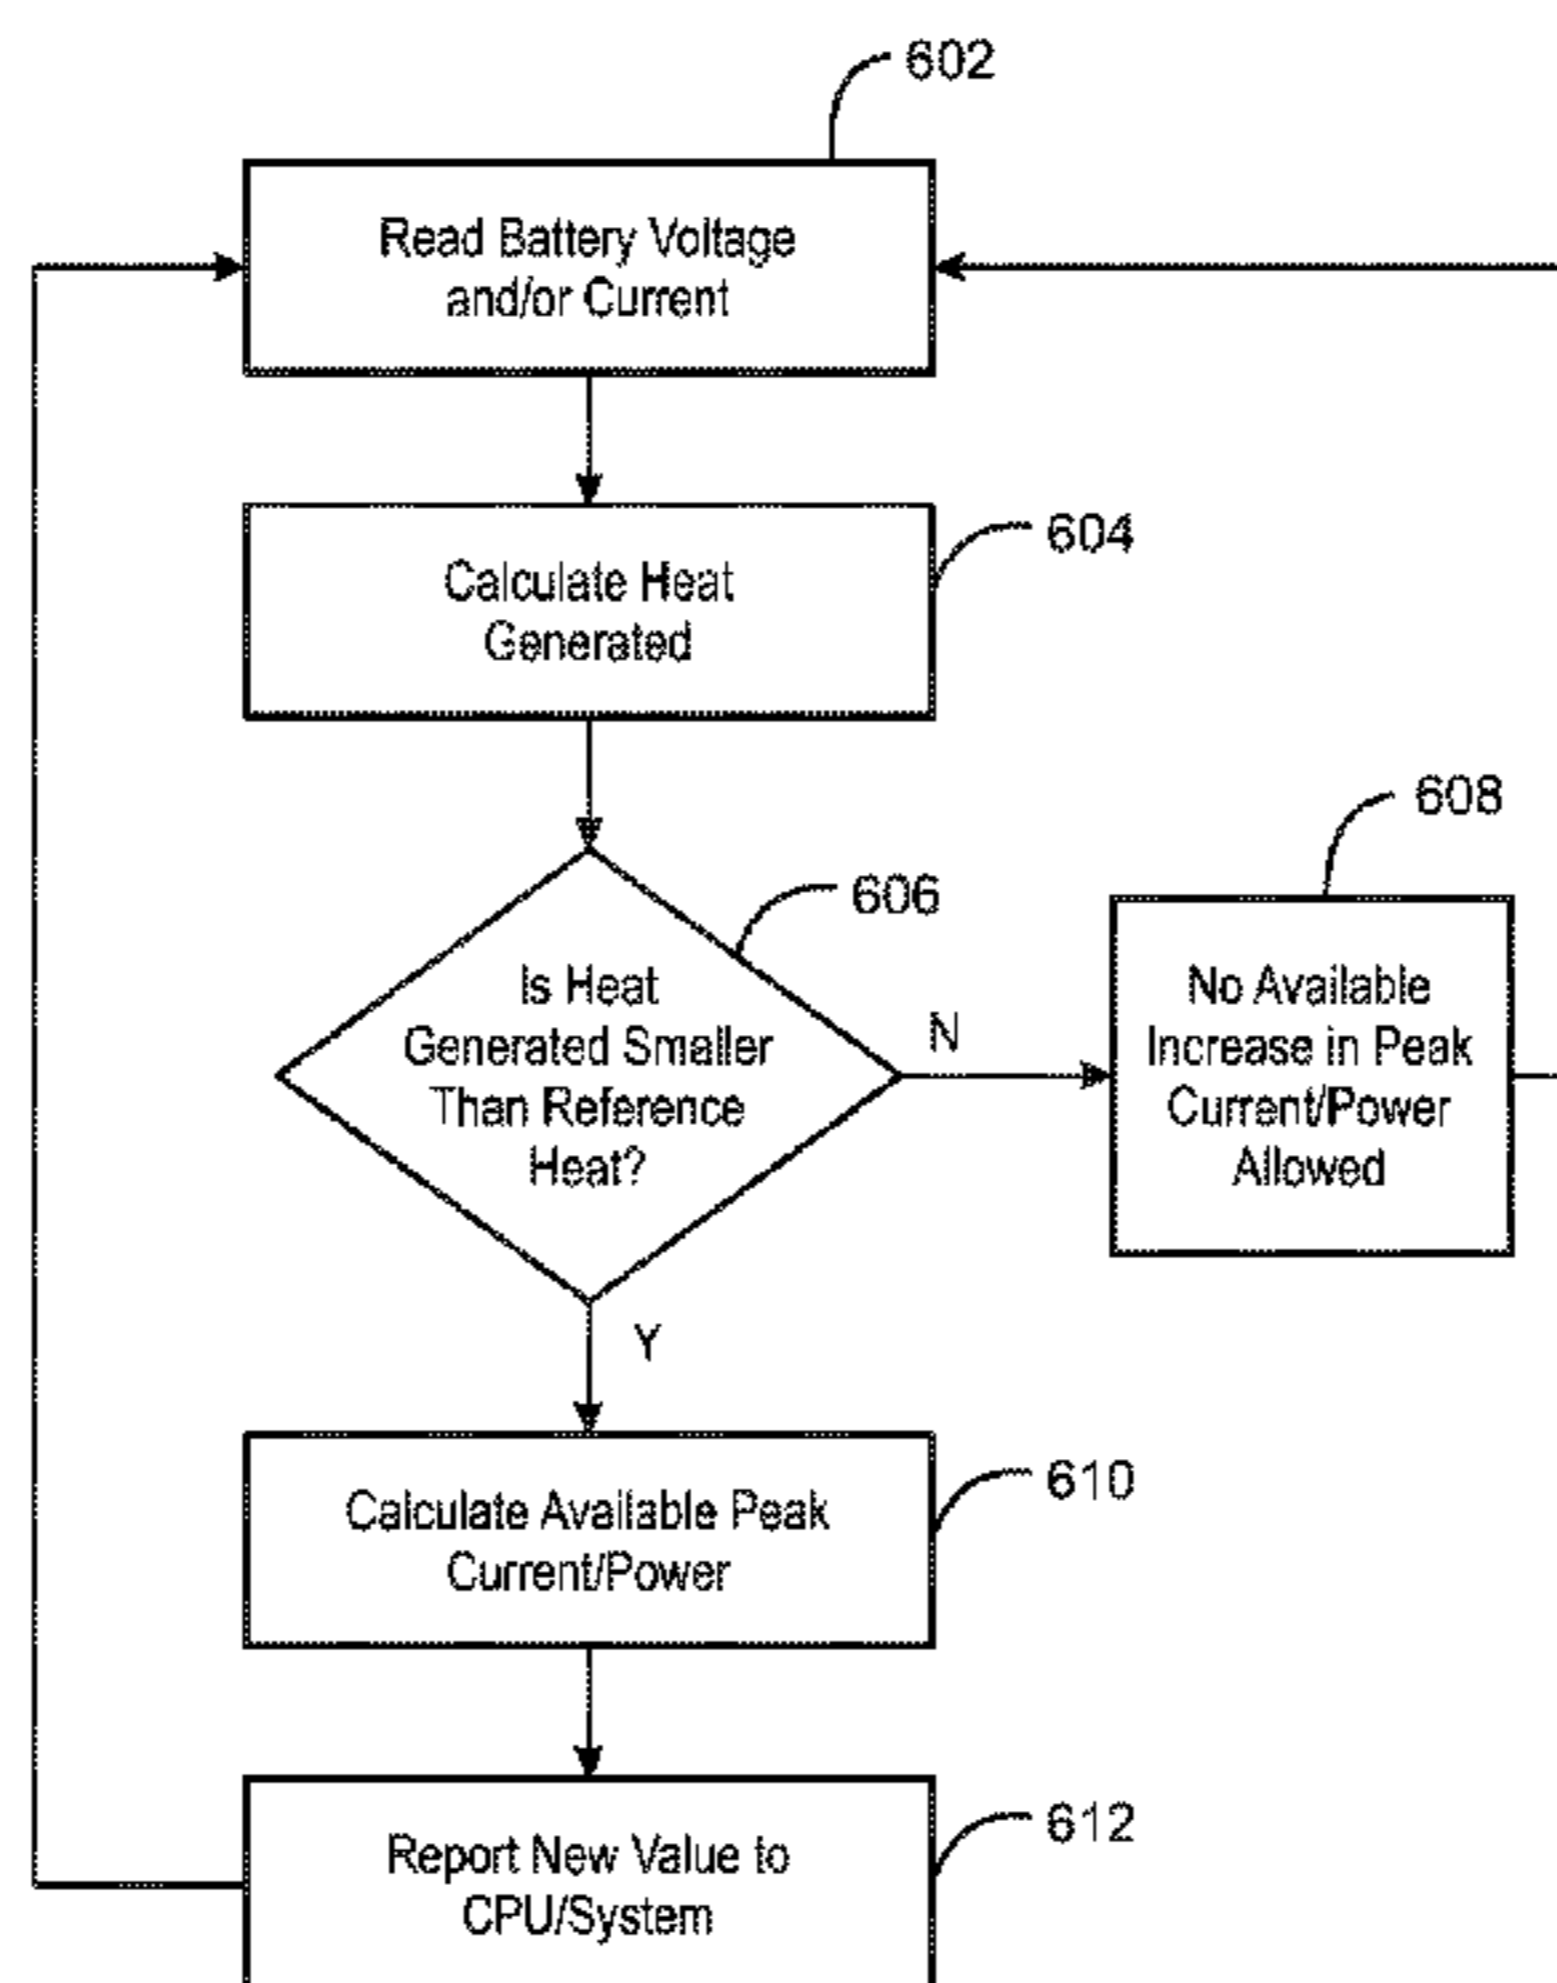 602
Read Battery Voltage
and/or Current
604
Calculate Heat
Generated
606
Is Heat
Generated Smaller
Than Reference
Heat?
N
608
No Available
Increase in Peak
Current/Power
Allowed
Y
610
Calculate Available Peak
Current/Power
612
Report New Value to
CPU/System